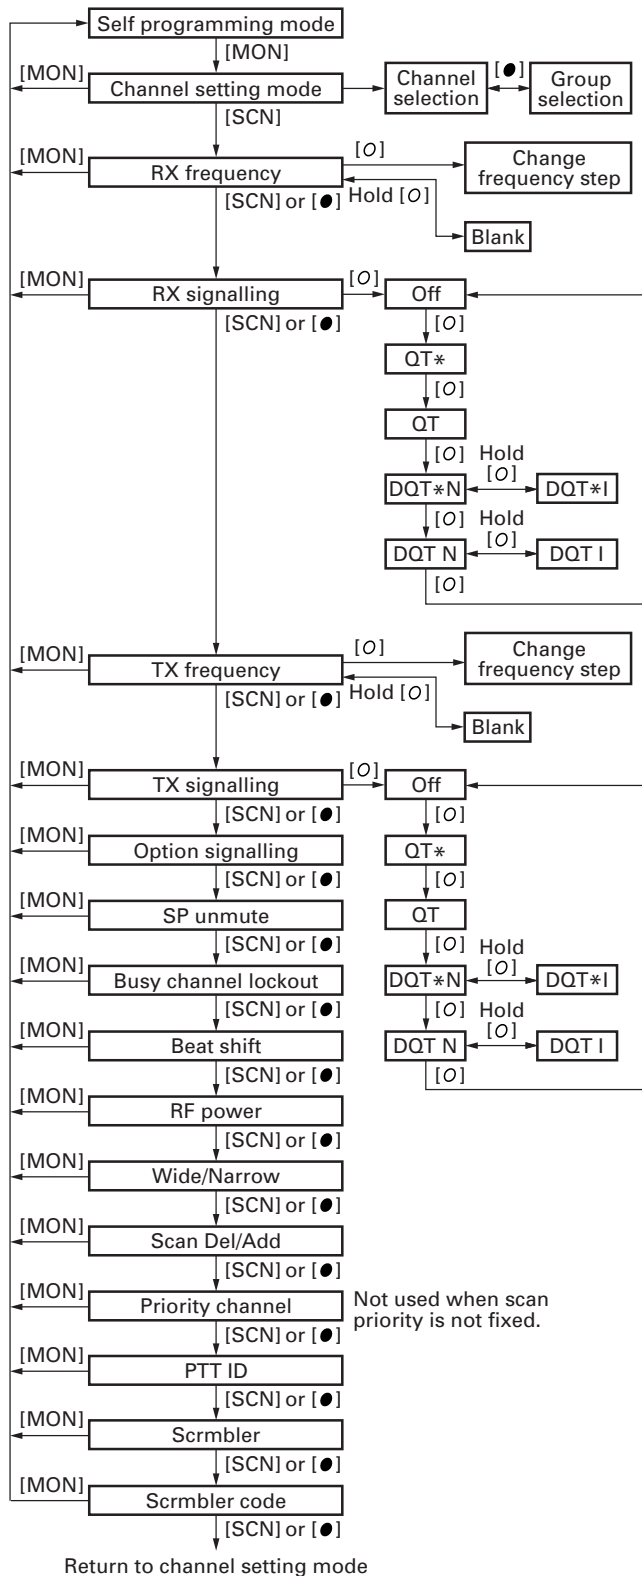 Self programming mode
[MON]
[MON]
Channel setting mode
Channel
selection
[●]
Group
selection
[SCN]
[MON]
RX frequency
[O]
Change
frequency step
[SCN] or [●]
Hold [O]
Blank
[MON]
RX signalling
[O]
Off
[SCN] or [●]
[O]
QT*
[O]
QT
[O]
Hold
[O]
DQT*N
DQT*I
[O]
Hold
[O]
DQT N
DQT I
[O]
[MON]
TX frequency
[O]
Change
frequency step
[SCN] or [●]
Hold [O]
Blank
[MON]
TX signalling
[O]
Off
[SCN] or [●]
[O]
[MON]
Option signalling
QT*
[SCN] or [●]
[O]
[MON]
SP unmute
QT
[SCN] or [●]
[O]
Hold
[O]
[MON]
Busy channel lockout
DQT*N
DQT*I
[SCN] or [●]
[O]
Hold
[O]
[MON]
Beat shift
DQT N
DQT I
[SCN] or [●]
[O]
[MON]
RF power
[SCN] or [●]
[MON]
Wide/Narrow
[SCN] or [●]
[MON]
Scan Del/Add
[SCN] or [●]
[MON]
Priority channel
Not used when scan
priority is not fixed.
[SCN] or [●]
[MON]
PTT ID
[SCN] or [●]
[MON]
Scrmbler
[SCN] or [●]
[MON]
Scrmbler code
[SCN] or [●]
Return to channel setting mode